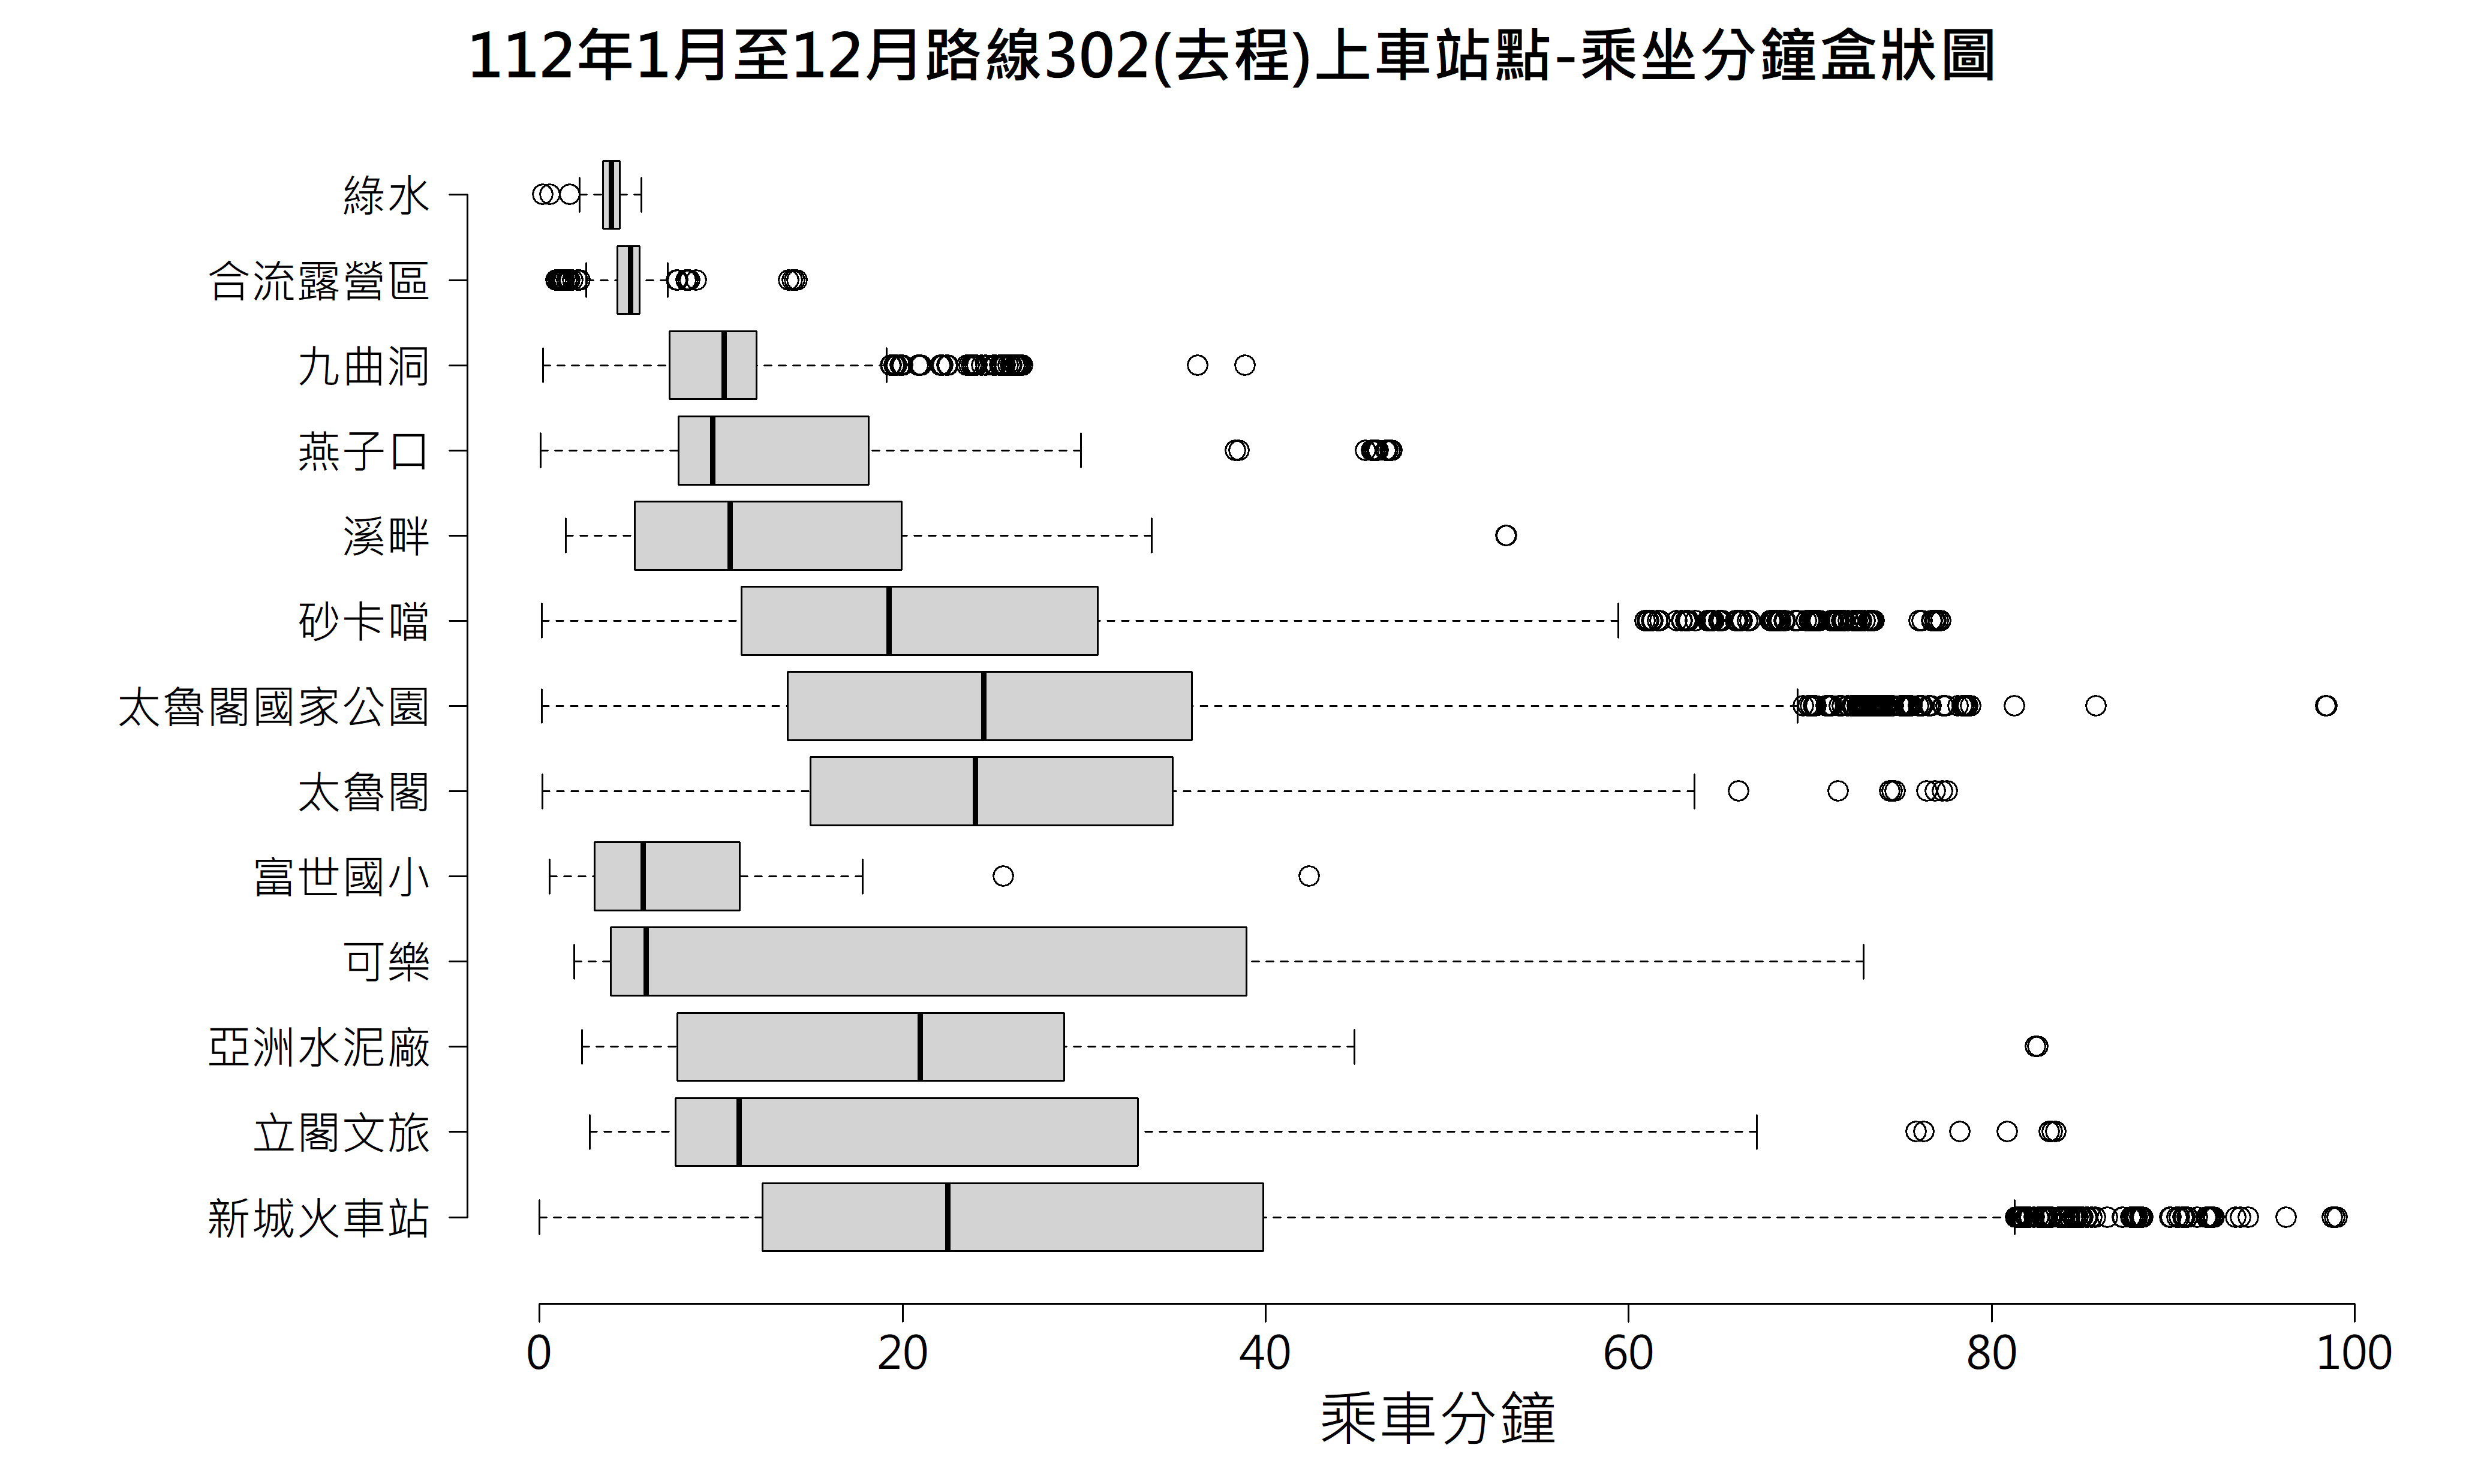 112年1月至12月路線302(去程)上車站點-乘坐分鐘盒狀圖
綠水
合流露營區
九曲洞
燕子口
溪畔
砂卡噹
太魯閣國家公園
太魯閣
富世國小
可樂
亞洲水泥廠
立閣文旅
新城火車站
0 20 40 60 80 100
乘車分鐘